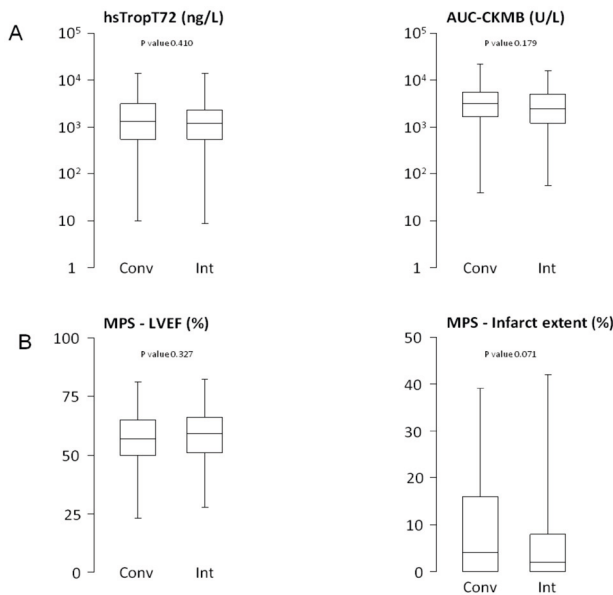 A
hsTropT72 (ng/L)
P value 0.410
10⁵
10⁴
10³
10²
10
1
Conv Int
AUC-CKMB (U/L)
P value 0.179
10⁵
10⁴
10³
10²
10
1
Conv Int
B
MPS - LVEF (%)
P value 0.327
100
75
50
25
0
Conv Int
MPS - Infarct extent (%)
P value 0.071
50
40
30
20
10
0
Conv Int